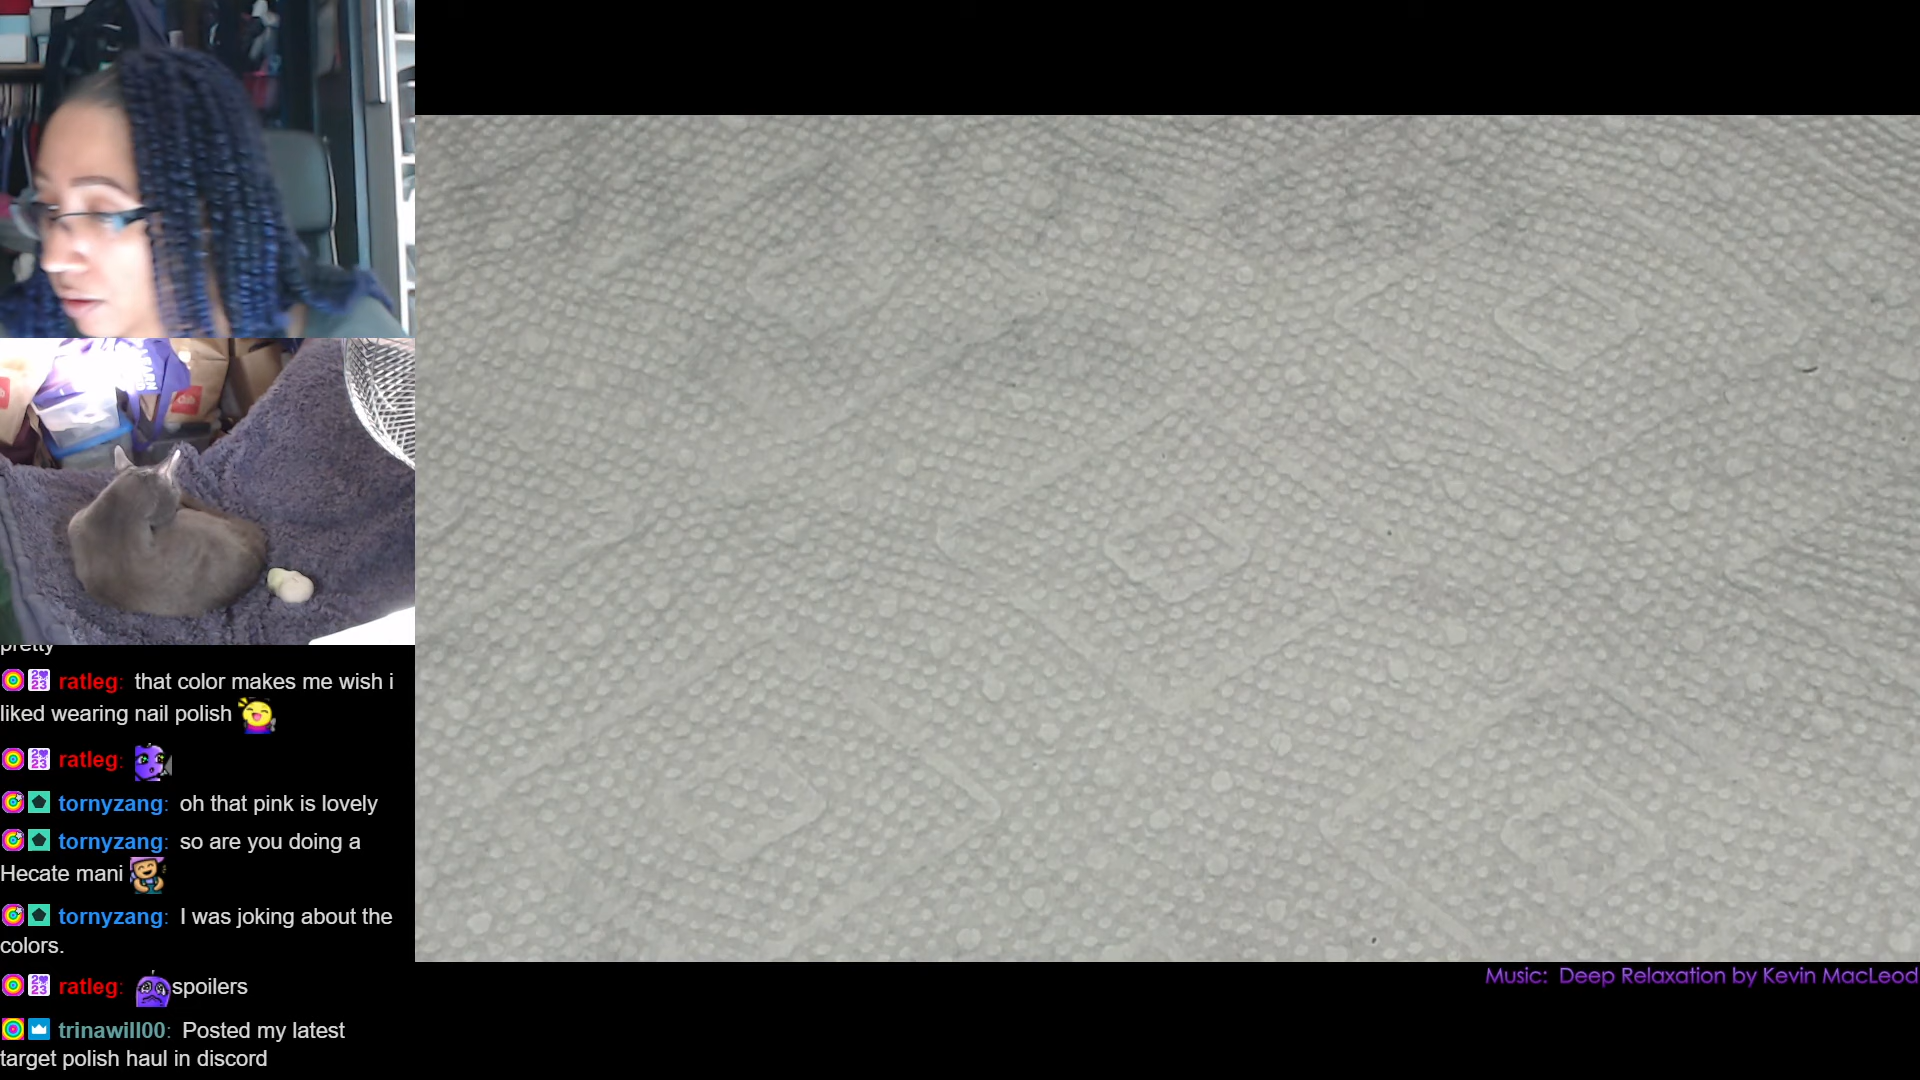 pretty
ratleg: that color makes me wish i
liked wearing nail polish
ratleg:
tornyzang: oh that pink is lovely
tornyzang: so are you doing a
Hecate mani
tornyzang: I was joking about the
colors.
ratleg: spoilers
trinawill00: Posted my latest
target polish haul in discord
Music: Deep Relaxation by Kevin MacLeod